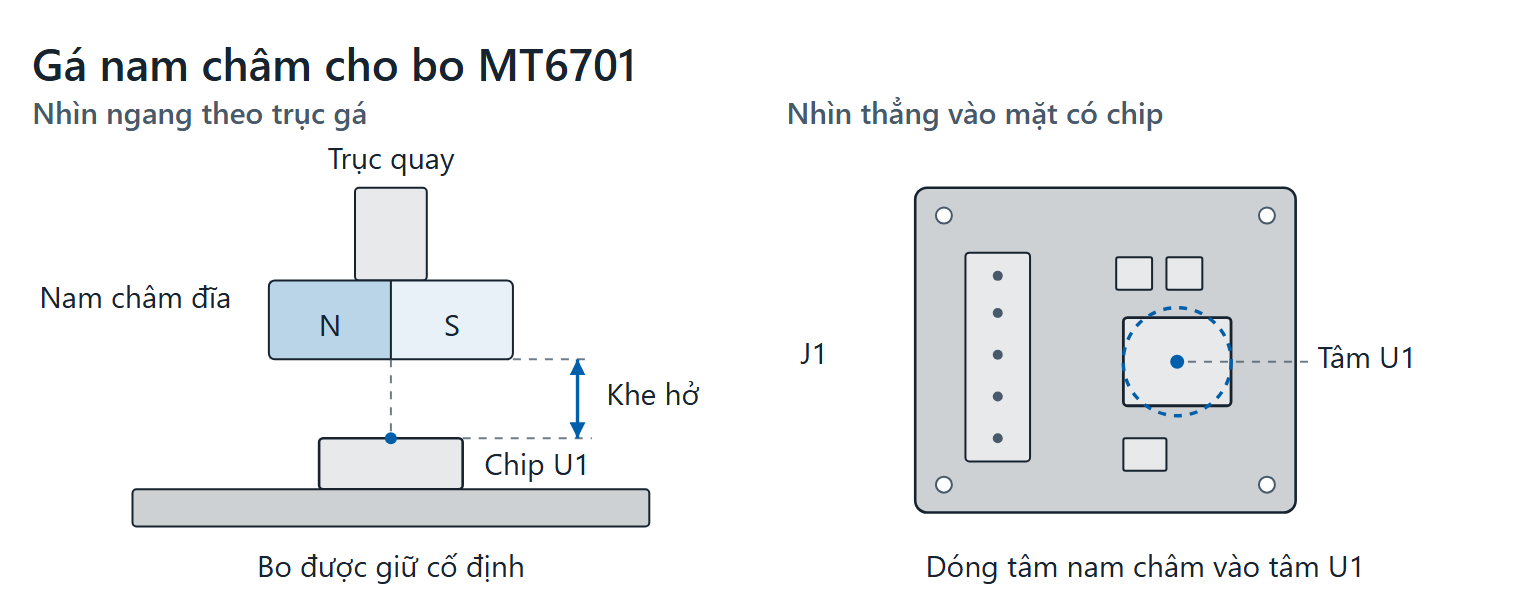 Gá nam châm cho bo MT6701
Nhìn ngang theo trục gá
Trục quay
Nam châm đĩa
N
S
Khe hở
Chip U1
Bo được giữ cố định
Nhìn thẳng vào mặt có chip
J1
Tâm U1
Dóng tâm nam châm vào tâm U1